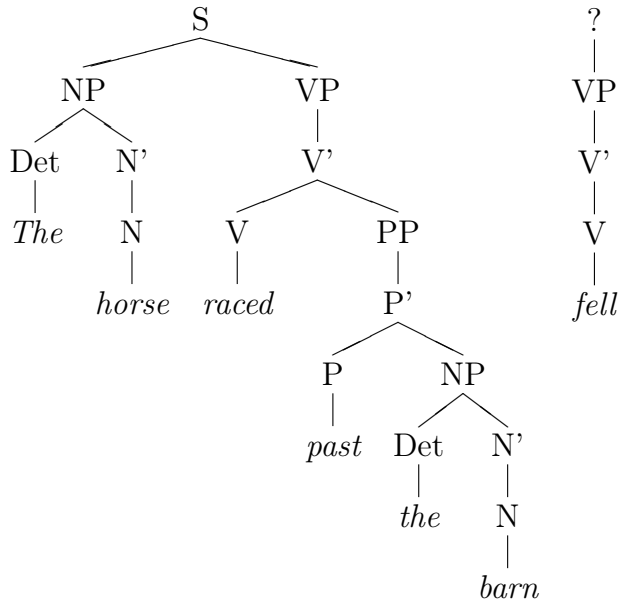 S ?
NP VP VP
Det N' V' V'
The N V PP V
horse raced P' fell
P NP
past Det N'
the N
barn